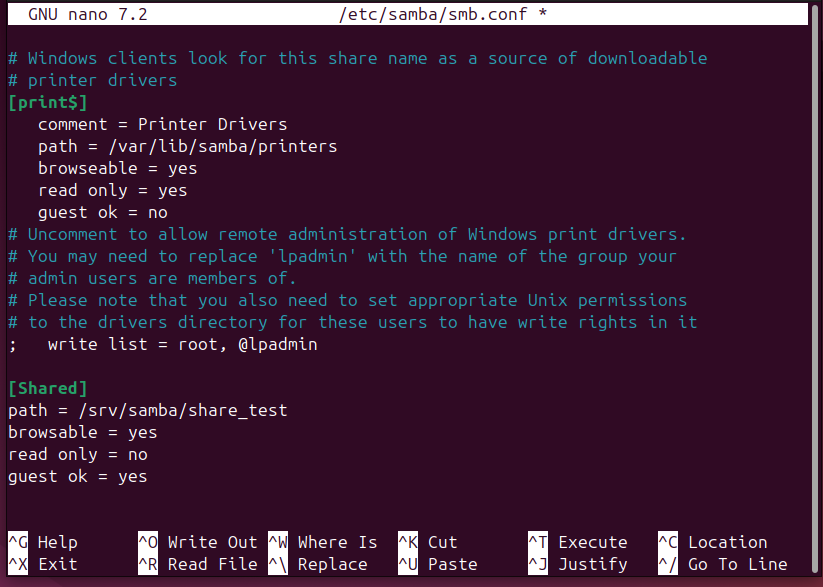 GNU nano 7.2 /etc/samba/smb.conf *
# Windows clients look for this share name as a source of downloadable
# printer drivers
[print$]
comment = Printer Drivers
path = /var/lib/samba/printers
browseable = yes
read only = yes
guest ok = no
# Uncomment to allow remote administration of Windows print drivers.
# You may need to replace 'lpadmin' with the name of the group your
# admin users are members of.
# Please note that you also need to set appropriate Unix permissions
# to the drivers directory for these users to have write rights in it
; write list = root, @lpadmin
[Shared]
path = /srv/samba/share_test
browsable = yes
read only = no
guest ok = yes
^G Help ^O Write Out ^W Where Is ^K Cut ^T Execute ^C Location
^X Exit ^R Read File ^\ Replace ^U Paste ^J Justify ^/ Go To Line